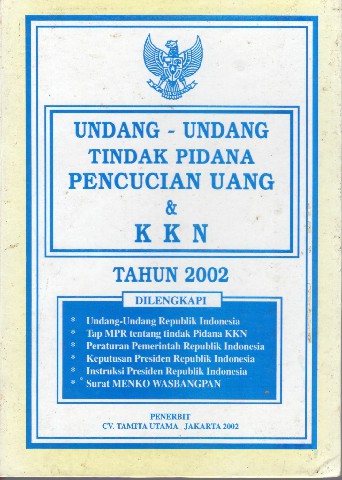 UNDANG - UNDANG
TINDAK PIDANA
PENCUCIAN UANG
&
K K N
TAHUN 2002
DILENGKAPI
* Undang-Undang Republik Indonesia
* Tap MPR tentang tindak Pidana KKN
* Peraturan Pemerintah Republik Indonesia
* Keputusan Presiden Republik Indonesia
* Instruksi Presiden Republik Indonesia
* Surat MENKO WASBANGPAN
PENERBIT
CV. TAMITA UTAMA JAKARTA 2002